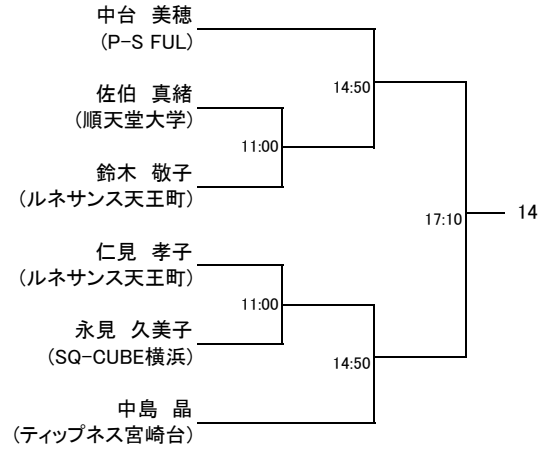 中台　美穂
(P-S FUL)
14:50
佐伯　真緒
(順天堂大学)
11:00
鈴木　敬子
(ルネサンス天王町)
17:10
14
仁見　孝子
(ルネサンス天王町)
11:00
永見　久美子
(SQ-CUBE横浜)
14:50
中島　晶
(ティップネス宮崎台)